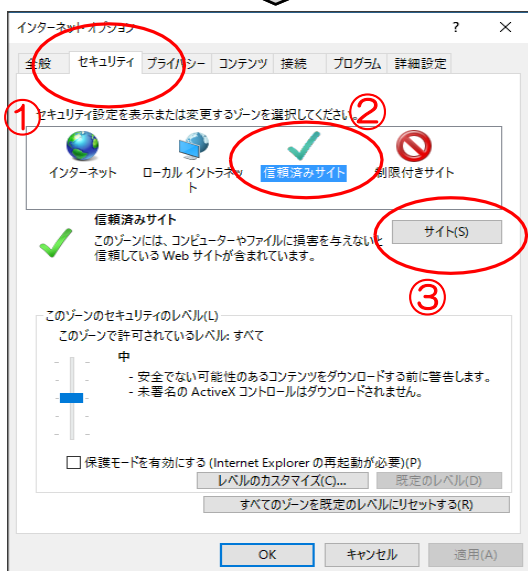 インターネット オプション ? ×
全般 セキュリティ プライバシー コンテンツ 接続 プログラム 詳細設定
① ②
セキュリティ設定を表示または変更するゾーンを選択してください。
インターネット ローカル イントラネット 信頼済みサイト 制限付きサイト
信頼済みサイト
サイト(S)
このゾーンには、コンピューターやファイルに損害を与えないと
信頼している Web サイトが含まれています。
③
このゾーンのセキュリティのレベル(L)
このゾーンで許可されているレベル: すべて
中
- 安全でない可能性のあるコンテンツをダウンロードする前に警告します。
- 未署名の ActiveX コントロールはダウンロードされません。
保護モードを有効にする (Internet Explorer の再起動が必要)(P)
レベルのカスタマイズ(C)... 既定のレベル(D)
すべてのゾーンを既定のレベルにリセットする(R)
OK キャンセル 適用(A)